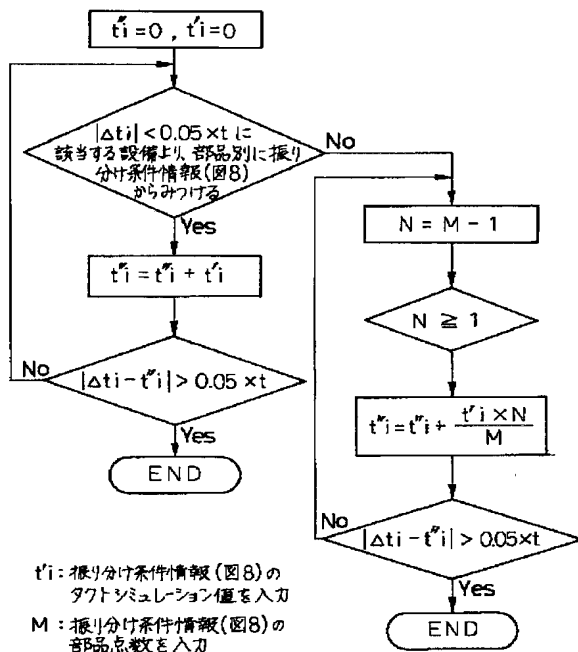 t″i=0 , t′i=0
|Δti|<0.05×tに
該当する設備より、部品別に振り
分け条件情報(図8)
からみつける
No
Yes
t″i=t″i + t′i
|Δti-t″i|>0.05×t
No
Yes
END
N=M-1
N≧1
t″i=t″i+ t′i×N/M
No
|Δti-t″i|>0.05×t
Yes
END
t′i:振り分け条件情報(図8)の
タクトシミュレーション値を入力
M:振り分け条件情報(図8)の
部品点数を入力